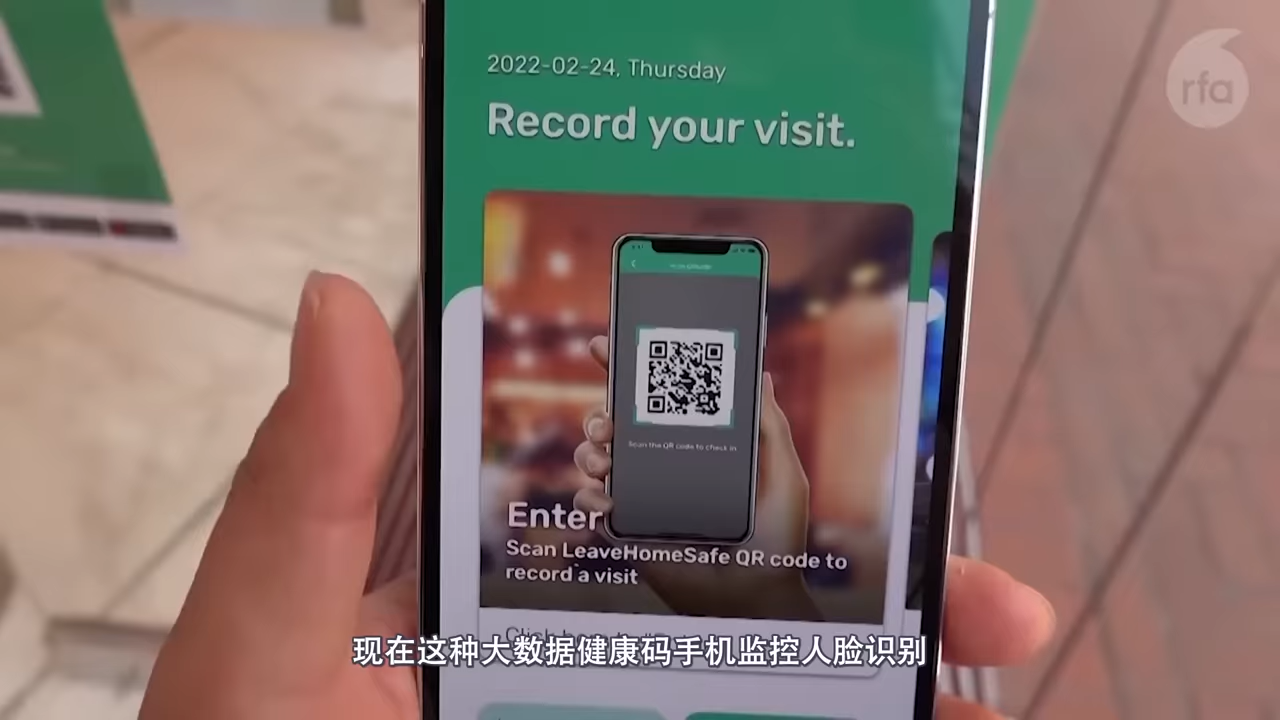 2022-02-24, Thursday
rfa
Record your visit.
Scan the QR code to check in
Enter
Scan LeaveHomeSafe QR code to
record a visit
现在这种大数据健康码手机监控人脸识别